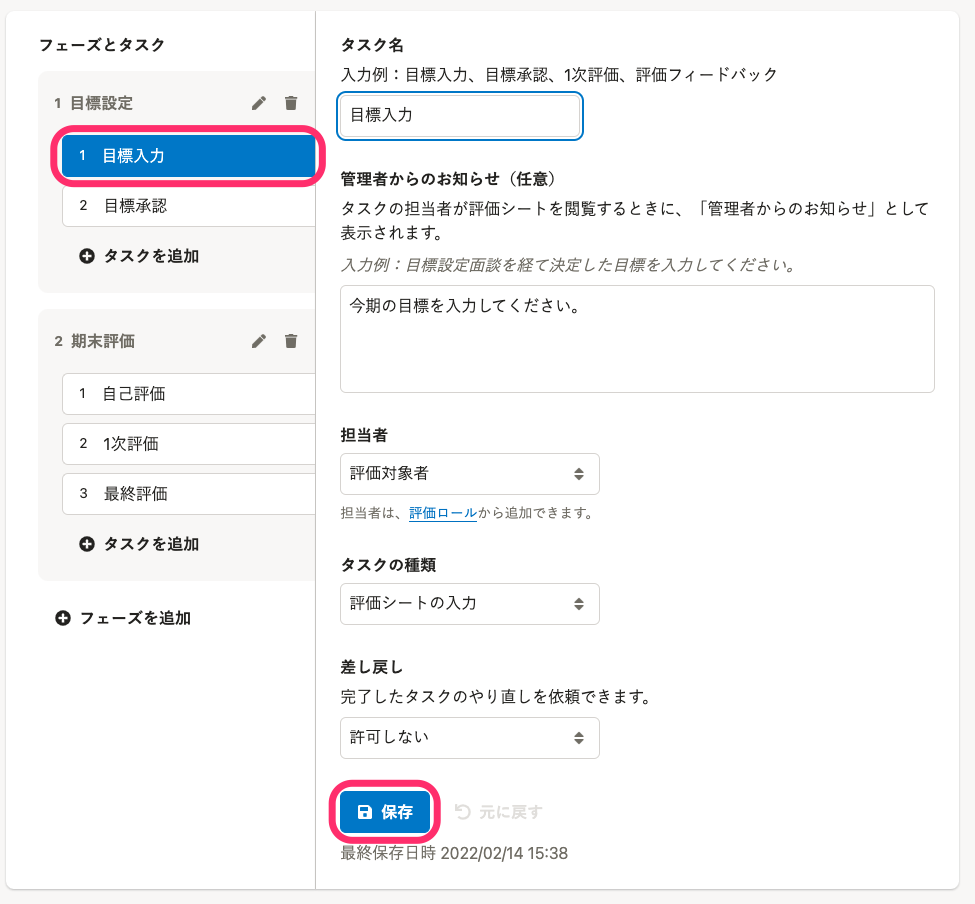 フェーズとタスク
1 目標設定
1 目標入力
2 目標承認
タスクを追加
2 期末評価
1 自己評価
2 1次評価
3 最終評価
タスクを追加
フェーズを追加
タスク名
入力例：目標入力、目標承認、1次評価、評価フィードバック
目標入力
管理者からのお知らせ（任意）
タスクの担当者が評価シートを閲覧するときに、「管理者からのお知らせ」として
表示されます。
入力例：目標設定面談を経て決定した目標を入力してください。
今期の目標を入力してください。
担当者
評価対象者
担当者は、評価ロールから追加できます。
タスクの種類
評価シートの入力
差し戻し
完了したタスクのやり直しを依頼できます。
許可しない
保存 元に戻す
最終保存日時 2022/02/14 15:38